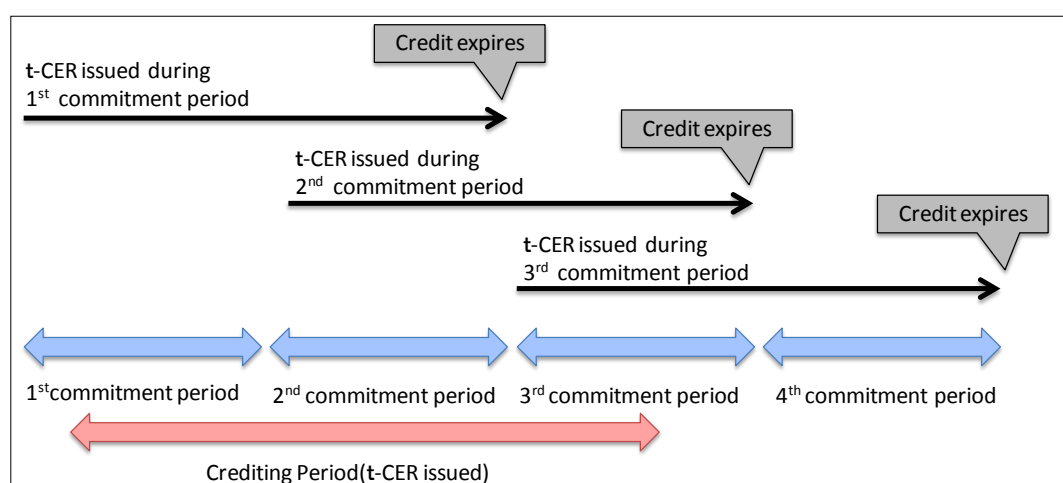 Credit expires
t-CER issued during
1st commitment period
Credit expires
t-CER issued during
2nd commitment period
Credit expires
t-CER issued during
3rd commitment period
1stcommitment period
2nd commitment period
3rd commitment period
4th commitment period
Crediting Period(t-CER issued)